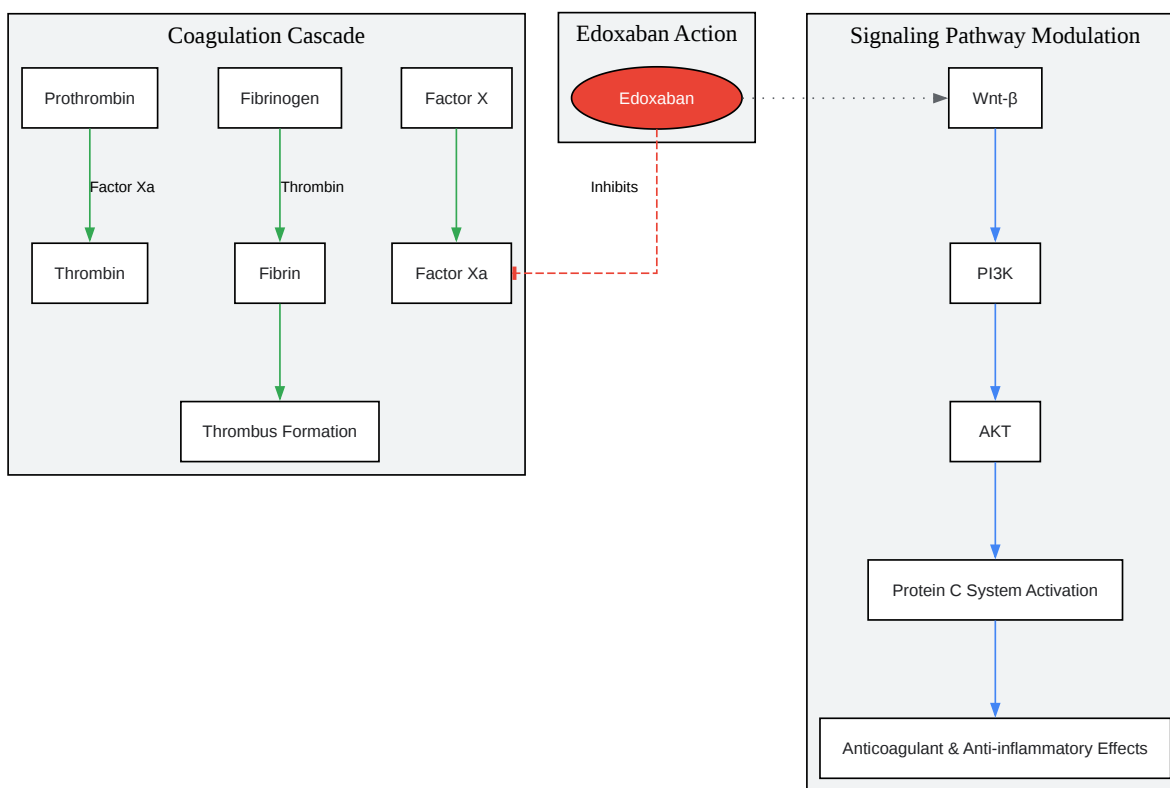 Coagulation Cascade
Edoxaban Action
Signaling Pathway Modulation
Prothrombin
Fibrinogen
Factor X
Edoxaban
Wnt-β
Factor Xa
Thrombin
Inhibits
Thrombin
Fibrin
Factor Xa
PI3K
Thrombus Formation
AKT
Protein C System Activation
Anticoagulant & Anti-inflammatory Effects